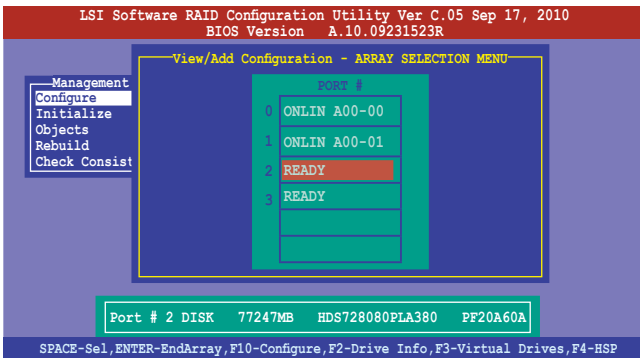 LSI Software RAID Configuration Utility Ver C.05 Sep 17, 2010
BIOS Version A.10.09231523R
View/Add Configuration - ARRAY SELECTION MENU
Management
Configure
Initialize
Objects
Rebuild
Check Consist
PORT #
0 ONLIN A00-00
1 ONLIN A00-01
2 READY
3 READY
Port # 2 DISK 77247MB HDS728080PLA380 PF20A60A
SPACE-Sel,ENTER-EndArray,F10-Configure,F2-Drive Info,F3-Virtual Drives,F4-HSP